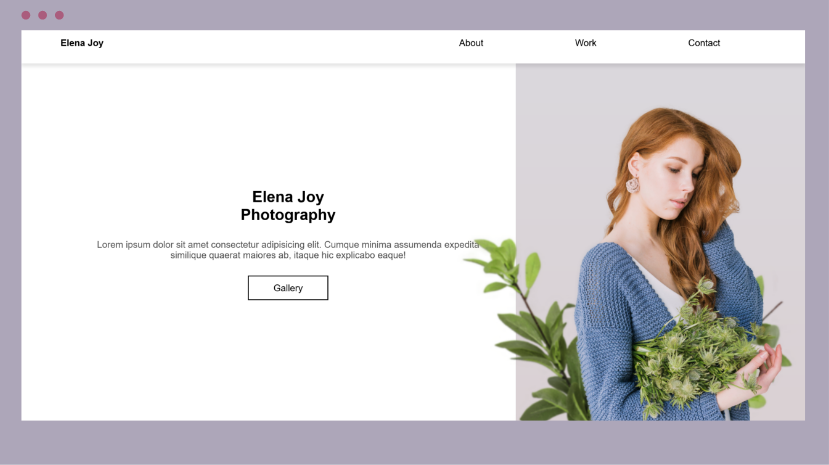 Elena Joy
About
Work
Contact
Elena Joy
Photography
Lorem ipsum dolor sit amet consectetur adipisicing elit. Cumque minima assumenda expedita
similique quaerat maiores ab, itaque hic explicabo eaque!
Gallery